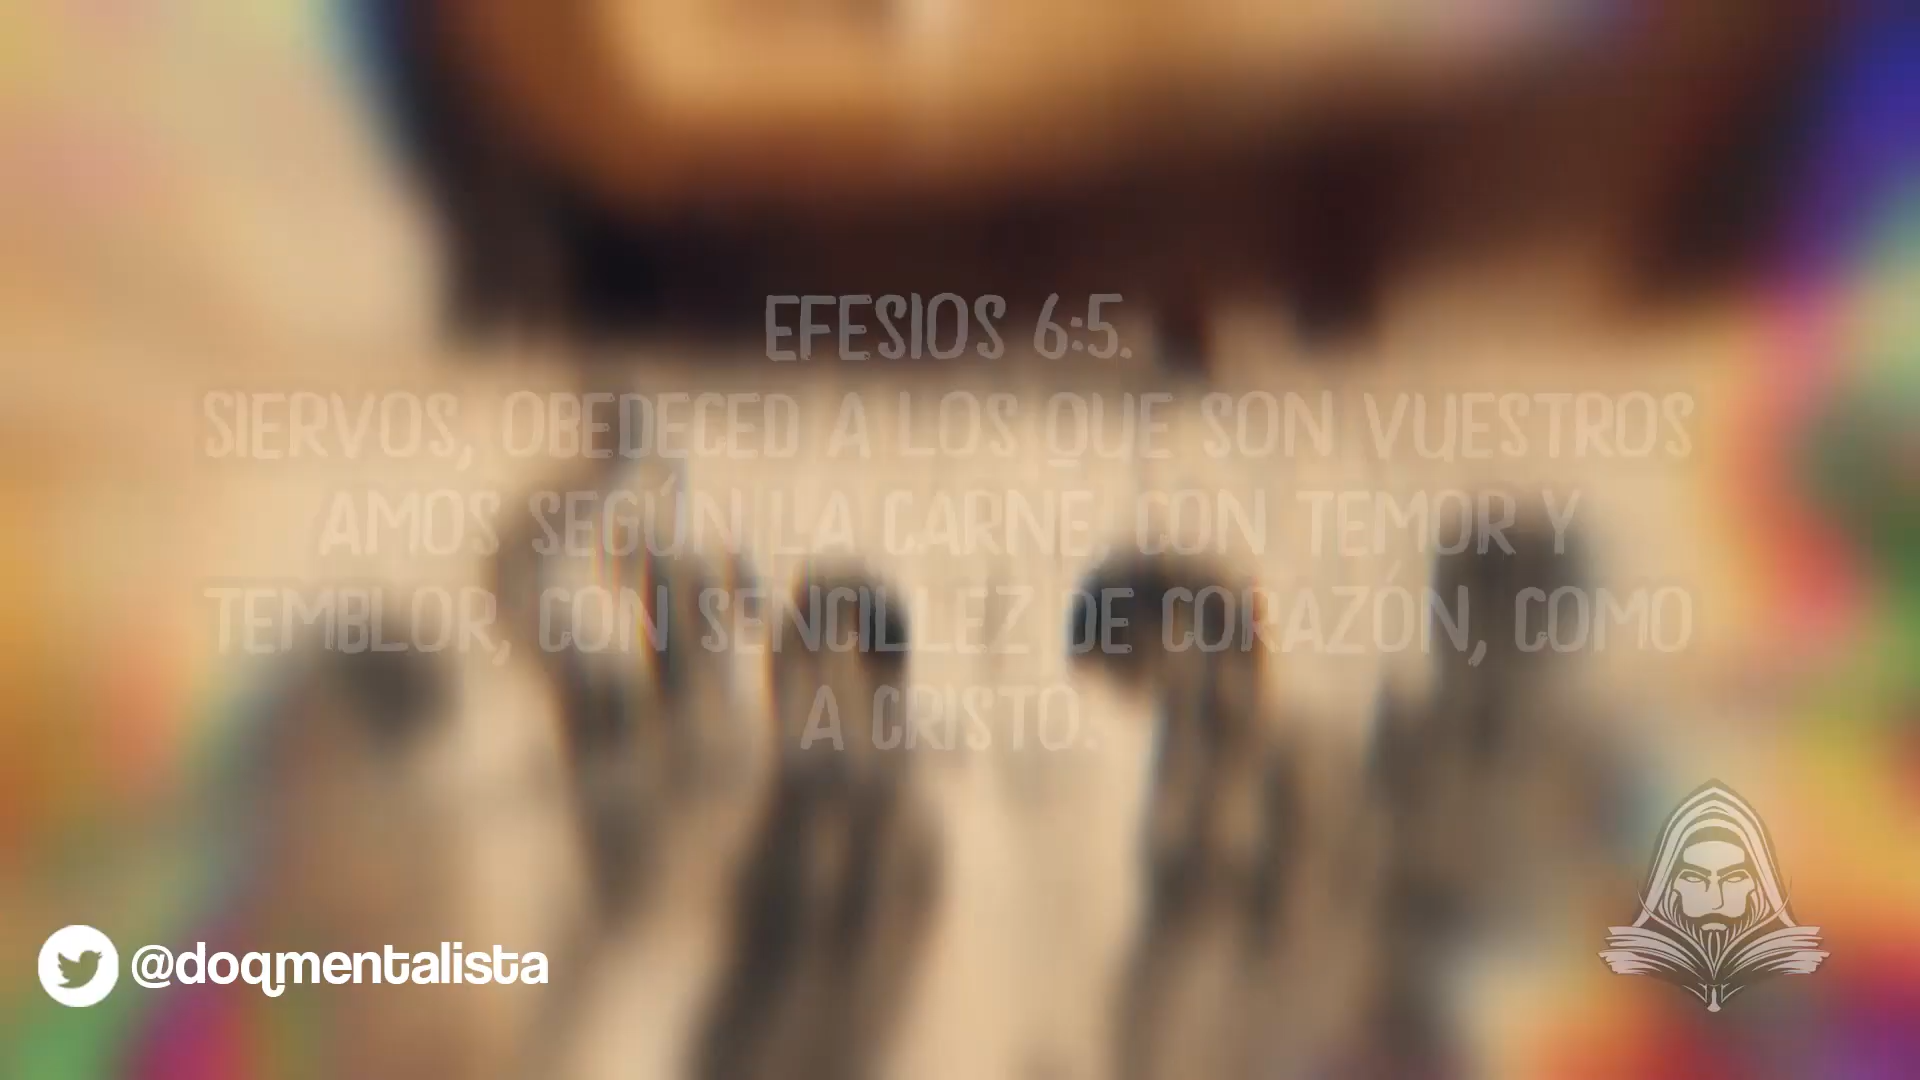 EFESIOS 6:5.
SIERVOS, OBEDECED A LOS QUE SON VUESTROS
AMOS SEGÚN LA CARNE, CON TEMOR Y
TEMBLOR, CON SENCILLEZ DE CORAZÓN, COMO
A CRISTO.
@doqmentalista